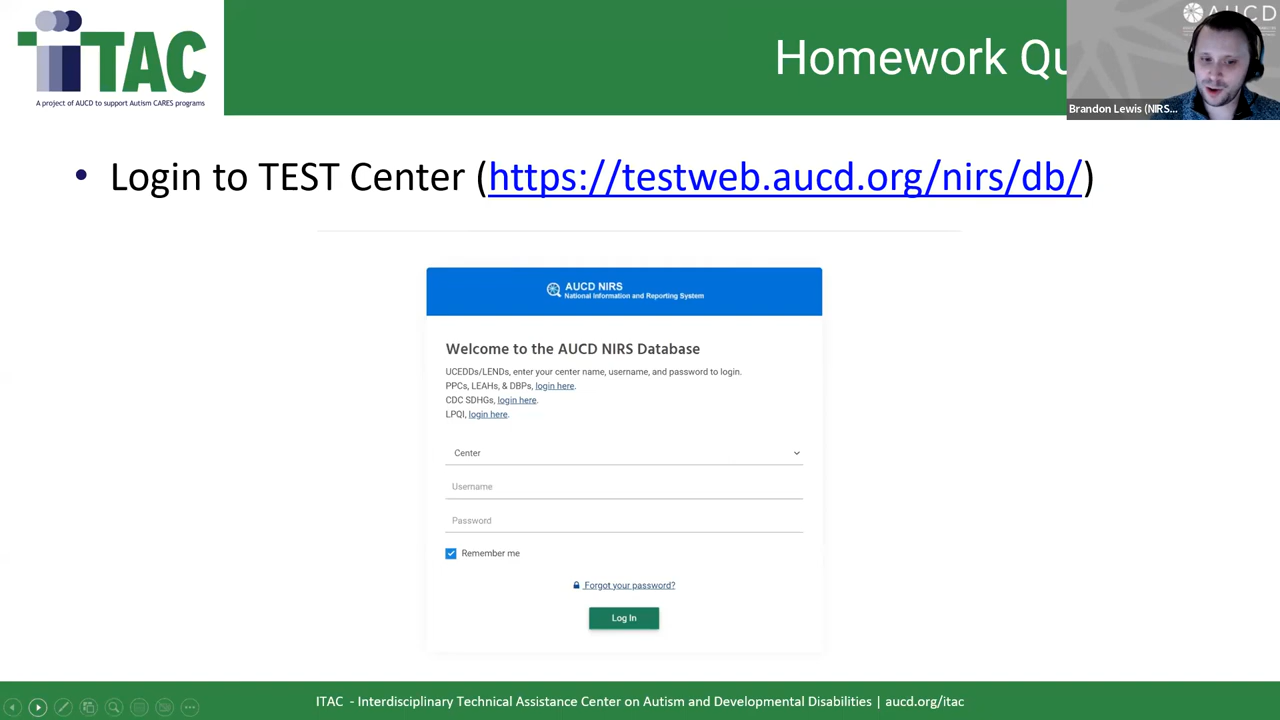 iTAC
A project of AUCD to support Autism CARES programs
Homework Qu
AUCD
Brandon Lewis (NIRS...
• Login to TEST Center (https://testweb.aucd.org/nirs/db/)
AUCD NIRS
National Information and Reporting System
Welcome to the AUCD NIRS Database
UCEDDs/LENDs, enter your center name, username, and password to login.
PPCs, LEAHs, & DBPs, login here.
CDC SDHGs, login here.
LPQI, login here.
Center
Username
Password
Remember me
Forgot your password?
Log In
ITAC - Interdisciplinary Technical Assistance Center on Autism and Developmental Disabilities | aucd.org/itac